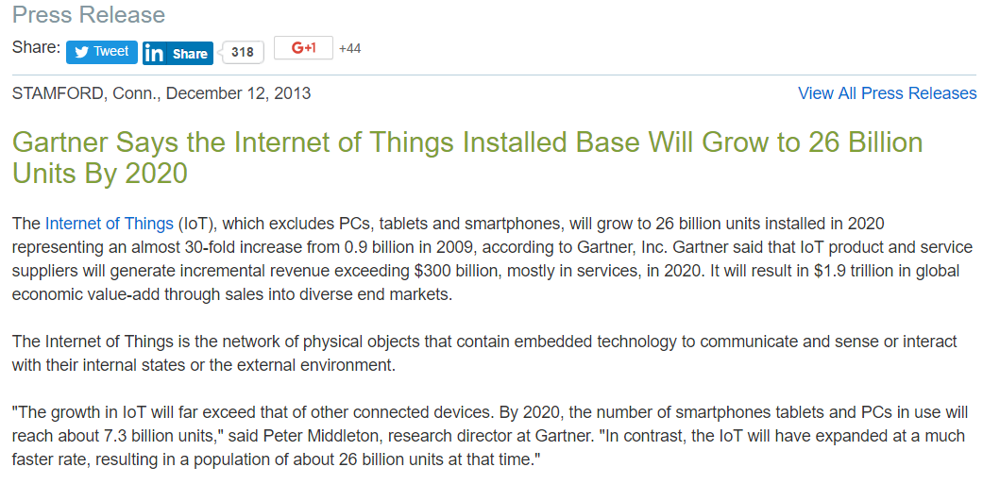 Press Release
Share: Tweet in Share 318 G+1 +44
STAMFORD, Conn., December 12, 2013 View All Press Releases
Gartner Says the Internet of Things Installed Base Will Grow to 26 Billion
Units By 2020
The Internet of Things (IoT), which excludes PCs, tablets and smartphones, will grow to 26 billion units installed in 2020
representing an almost 30-fold increase from 0.9 billion in 2009, according to Gartner, Inc. Gartner said that IoT product and service
suppliers will generate incremental revenue exceeding $300 billion, mostly in services, in 2020. It will result in $1.9 trillion in global
economic value-add through sales into diverse end markets.
The Internet of Things is the network of physical objects that contain embedded technology to communicate and sense or interact
with their internal states or the external environment.
"The growth in IoT will far exceed that of other connected devices. By 2020, the number of smartphones tablets and PCs in use will
reach about 7.3 billion units," said Peter Middleton, research director at Gartner. "In contrast, the IoT will have expanded at a much
faster rate, resulting in a population of about 26 billion units at that time."